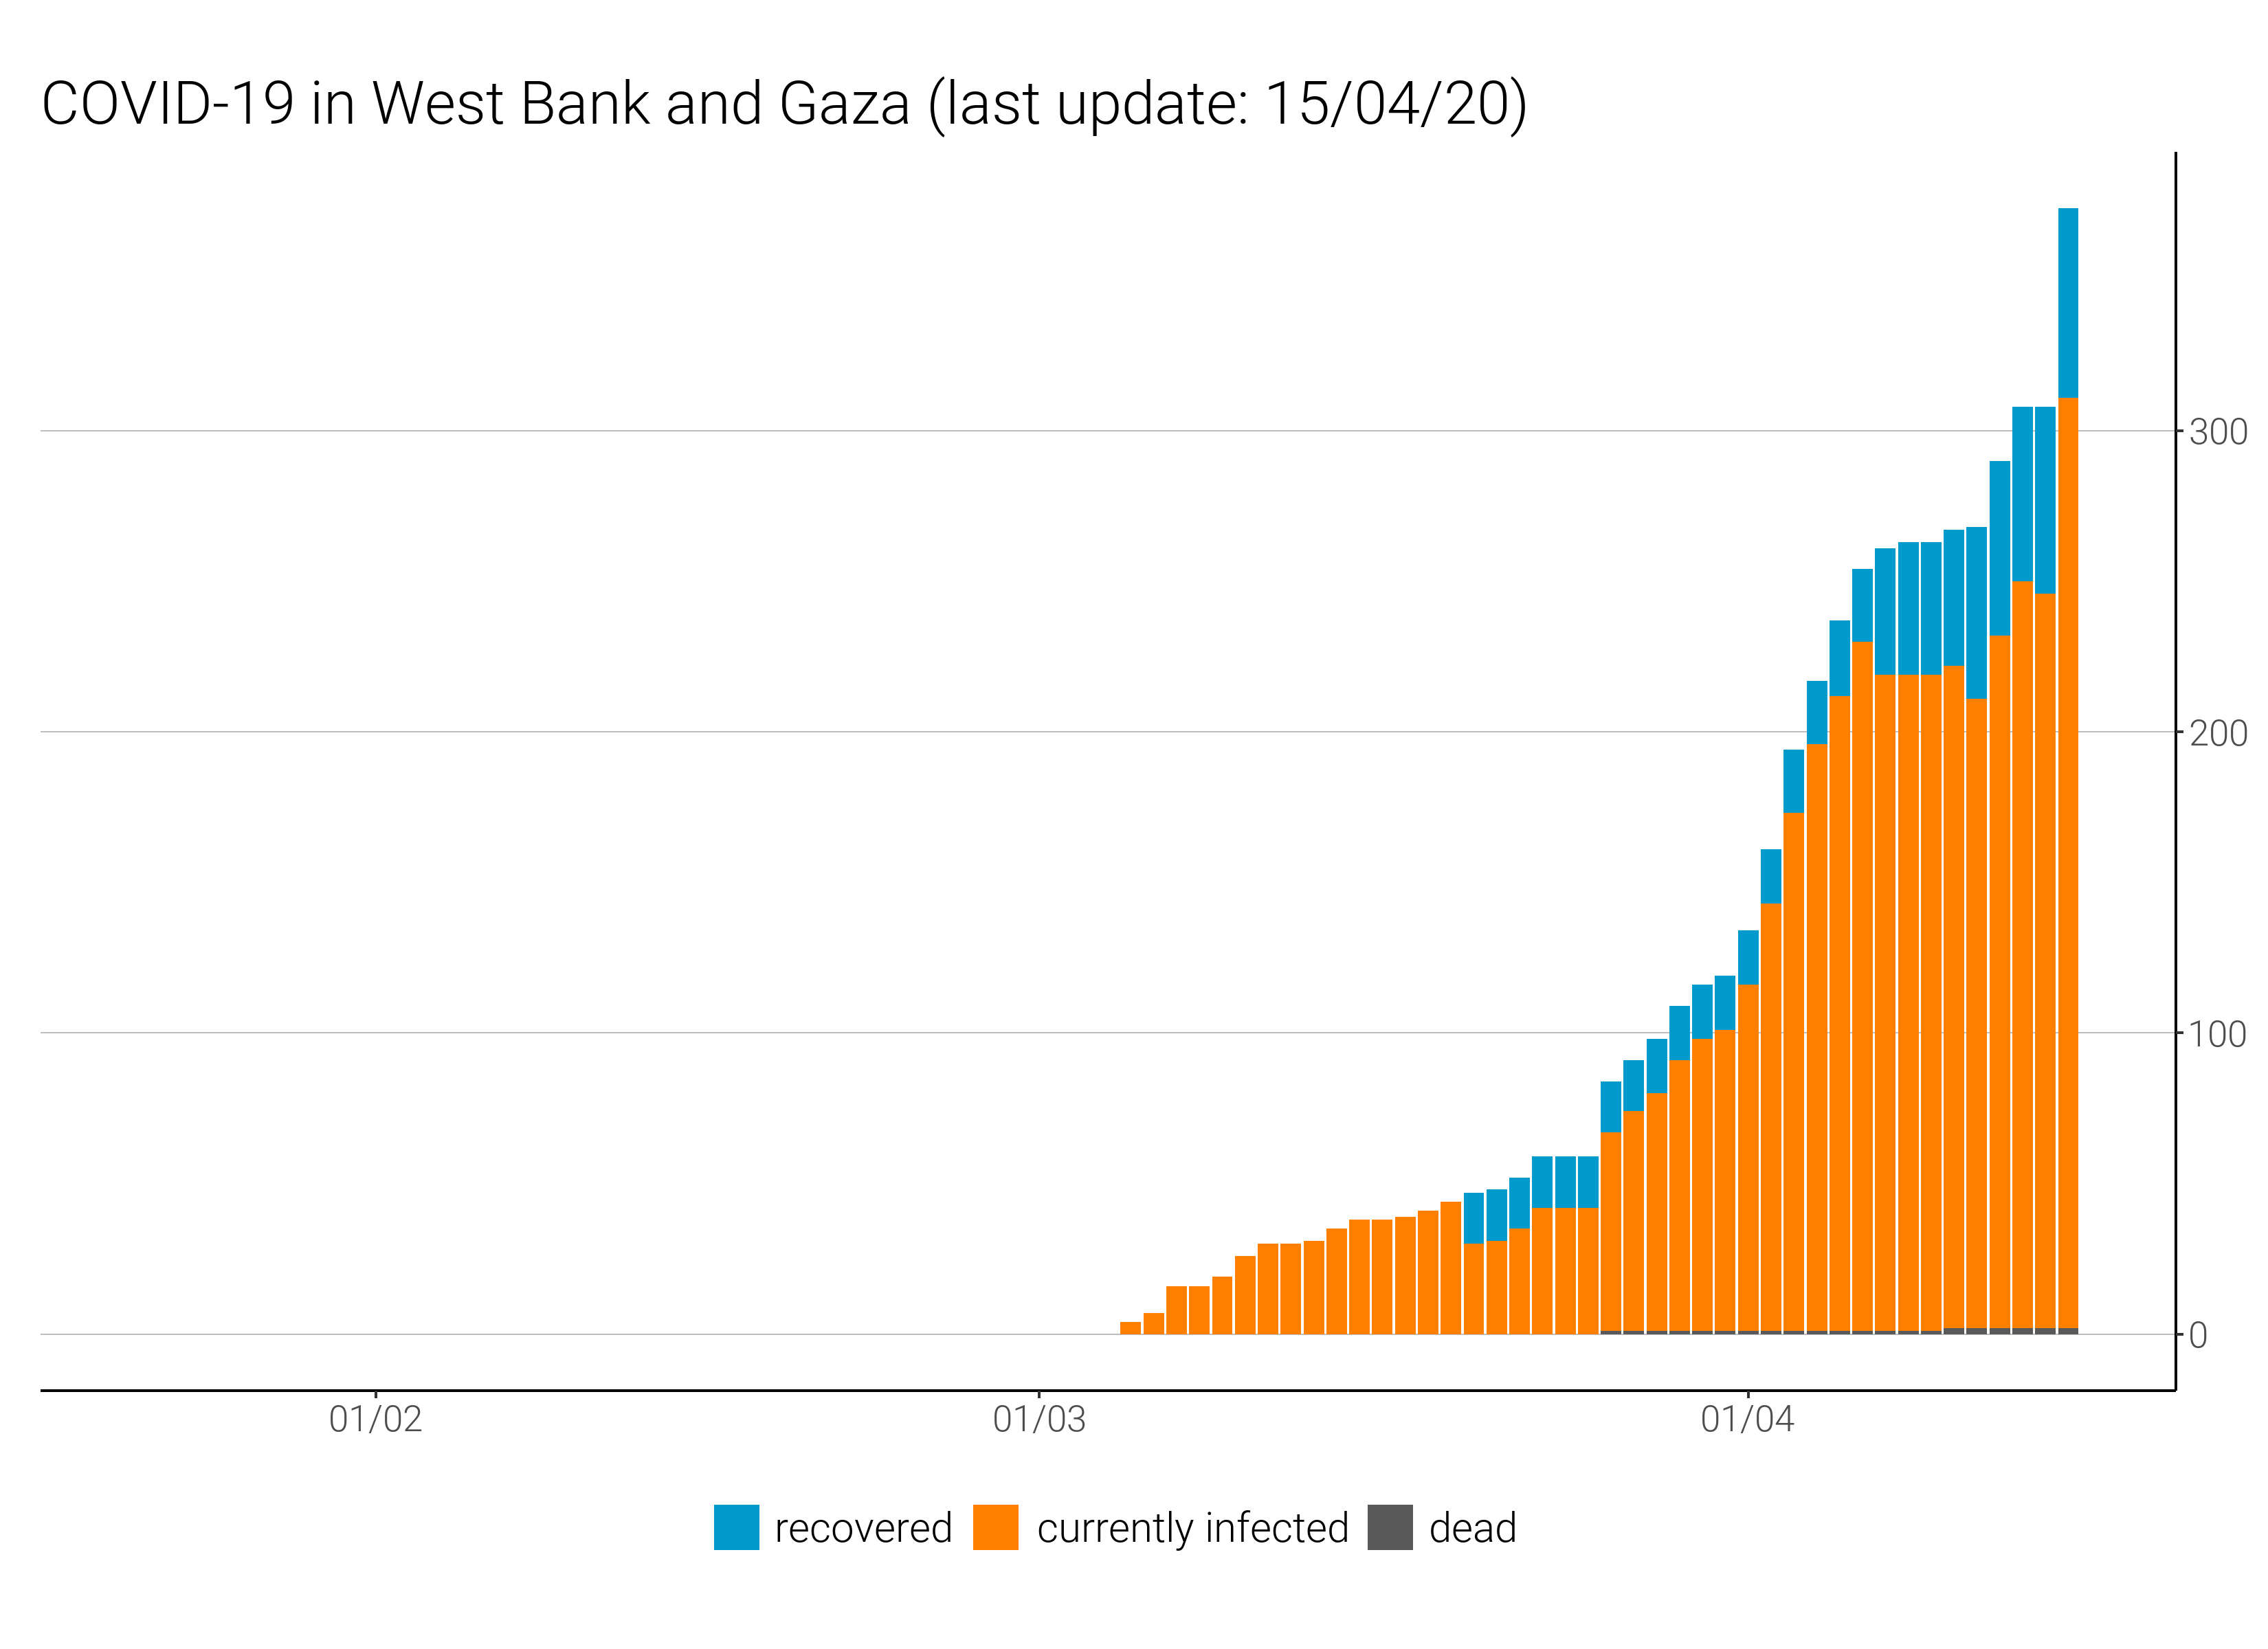 COVID-19 in West Bank and Gaza (last update: 15/04/20)
300
200
100
0
01/02 01/03 01/04
recovered currently infected dead